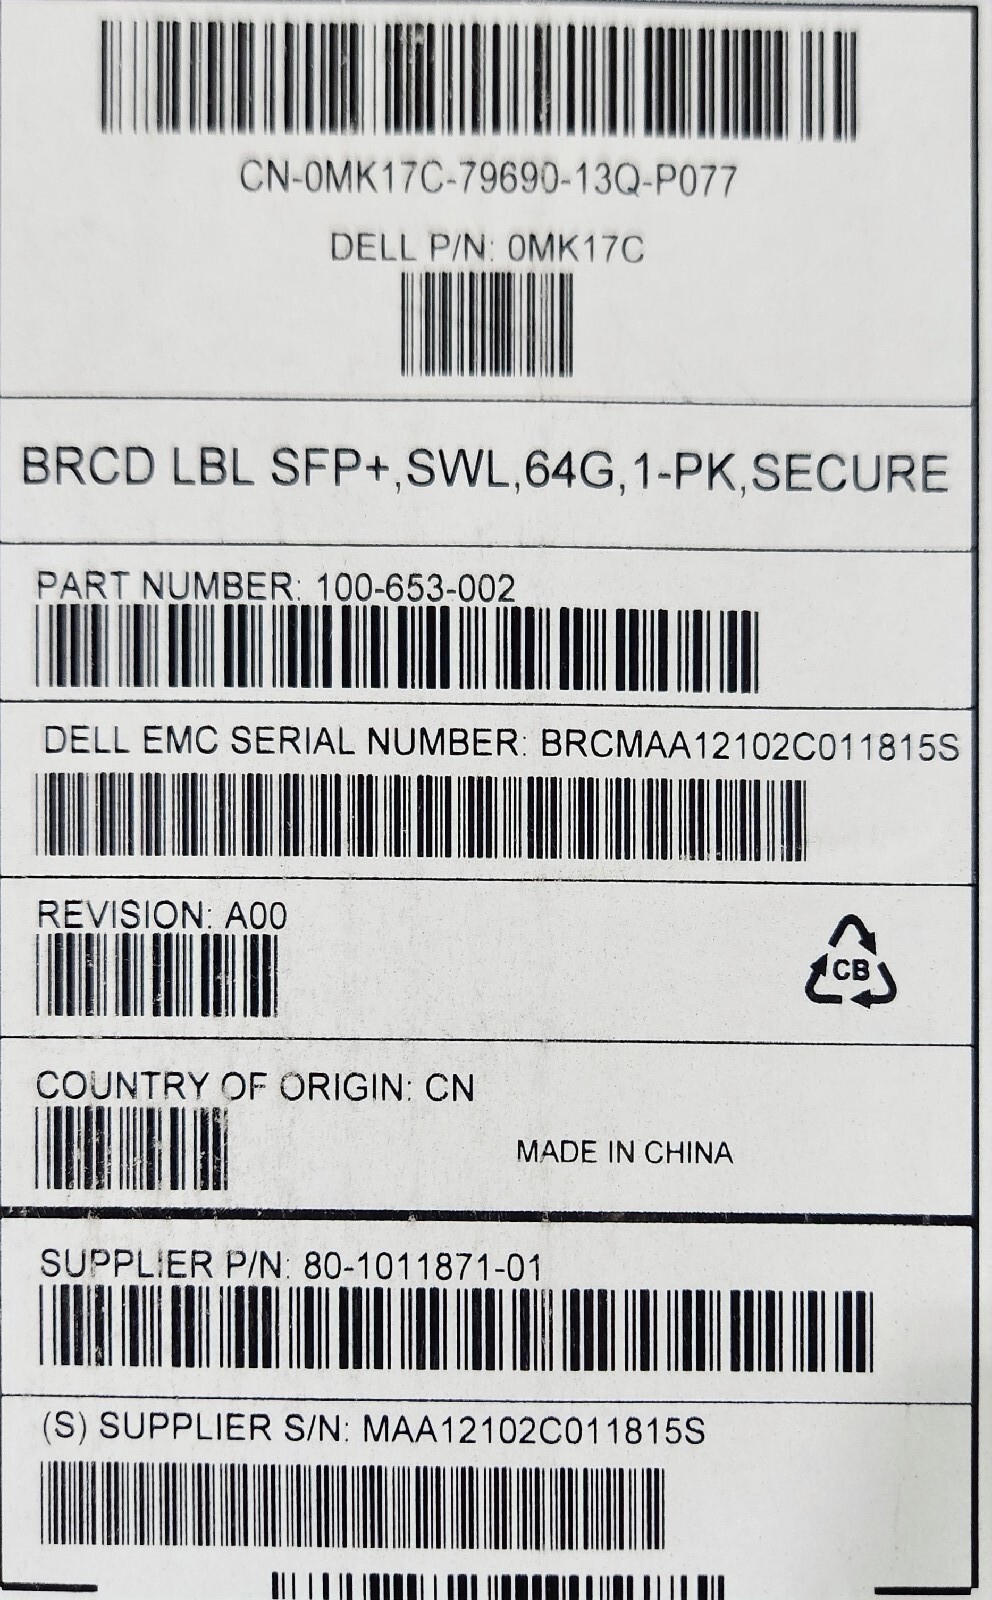 CN-0MK17C-79690-13Q-P077
DELL P/N: 0MK17C
BRCD LBL SFP+,SWL,64G,1-PK,SECURE
PART NUMBER: 100-653-002
DELL EMC SERIAL NUMBER: BRCMAA12102C011815S
REVISION: A00
CB
COUNTRY OF ORIGIN: CN
MADE IN CHINA
SUPPLIER P/N: 80-1011871-01
(S) SUPPLIER S/N: MAA12102C011815S